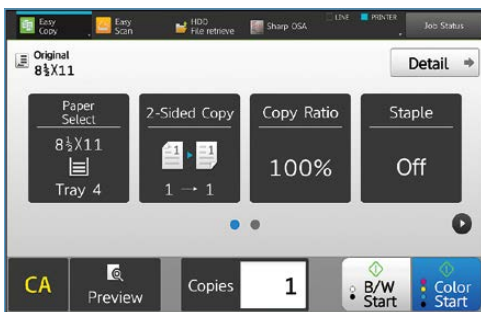 Easy
Copy
Easy
Scan
HDD
File retrieve
Sharp OSA
LINE
PRINTER
Job Status
Original
8½X11
Detail
Paper
Select
8½X11
Tray 4
2-Sided Copy
1 1
1 → 1
Copy Ratio
100%
Staple
Off
CA
Preview
Copies
1
B/W
Start
Color
Start